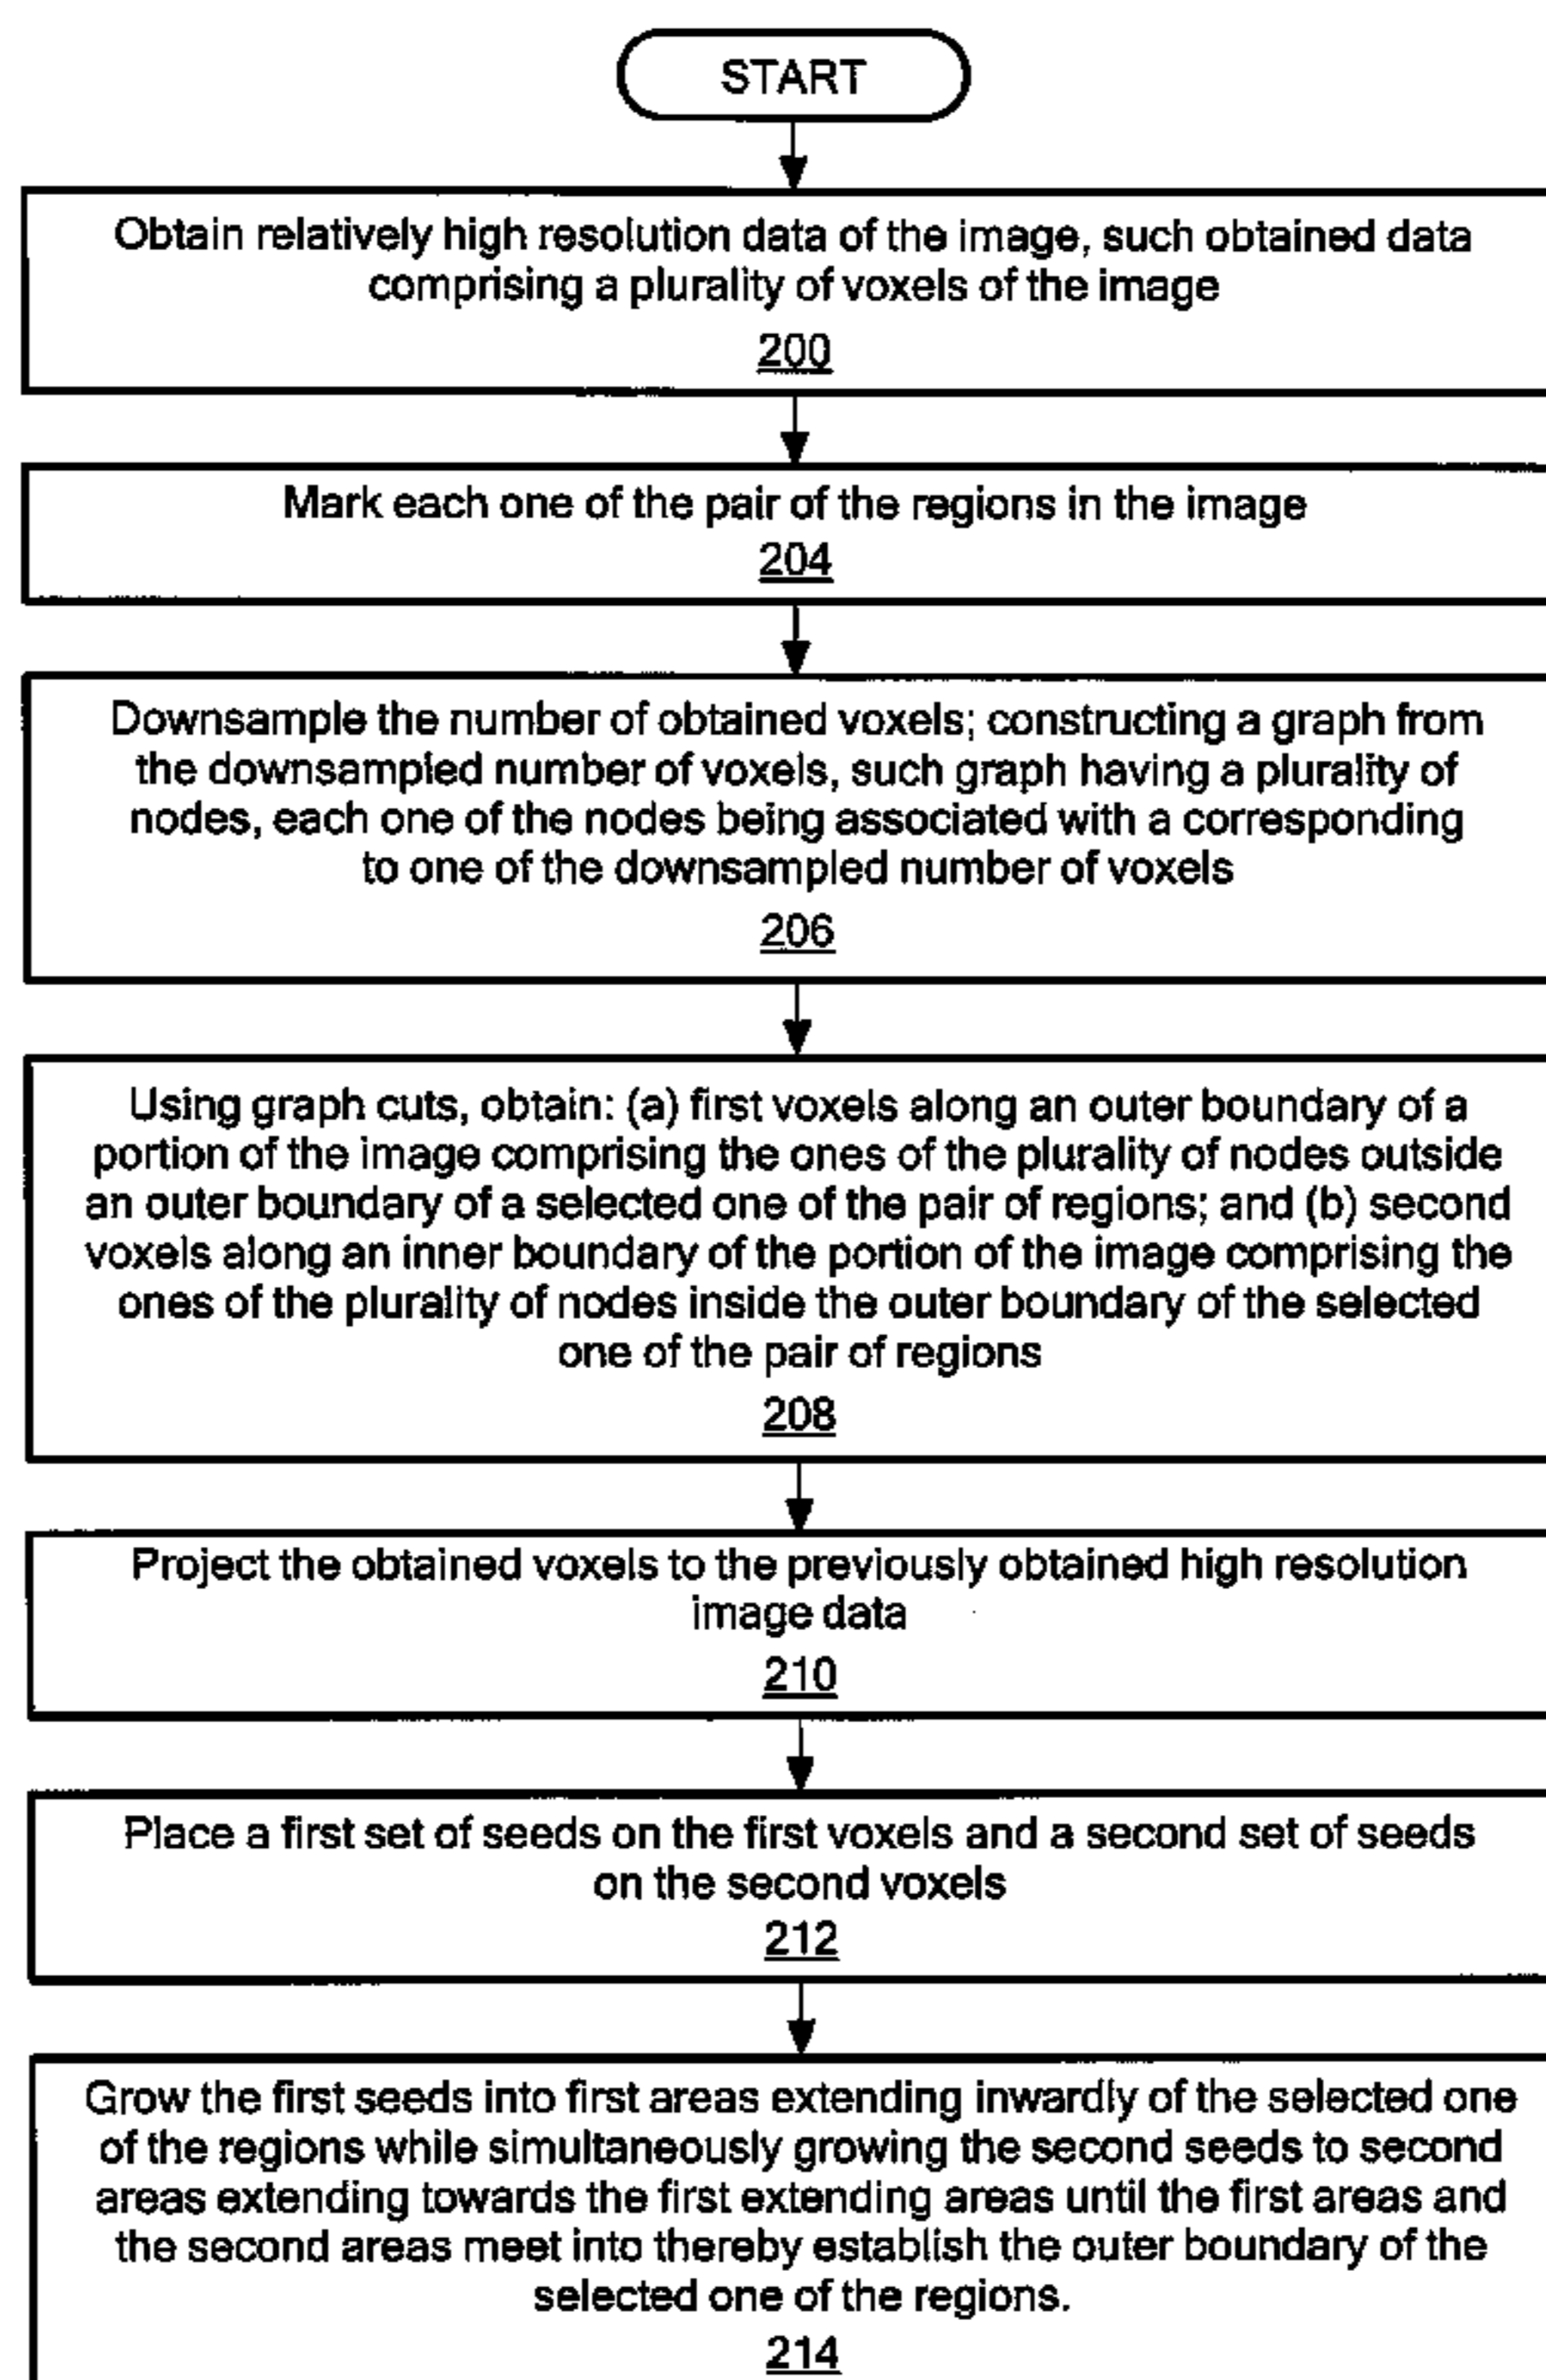 START
Obtain relatively high resolution data of the image, such obtained data
comprising a plurality of voxels of the image
200
Mark each one of the pair of the regions in the image
204
Downsample the number of obtained voxels; constructing a graph from
the downsampled number of voxels, such graph having a plurality of
nodes, each one of the nodes being associated with a corresponding
to one of the downsampled number of voxels
206
Using graph cuts, obtain: (a) first voxels along an outer boundary of a
portion of the image comprising the ones of the plurality of nodes outside
an outer boundary of a selected one of the pair of regions; and (b) second
voxels along an inner boundary of the portion of the image comprising the
ones of the plurality of nodes inside the outer boundary of the selected
one of the pair of regions
208
Project the obtained voxels to the previously obtained high resolution
image data
210
Place a first set of seeds on the first voxels and a second set of seeds
on the second voxels
212
Grow the first seeds into first areas extending inwardly of the selected one
of the regions while simultaneously growing the second seeds to second
areas extending towards the first extending areas until the first areas and
the second areas meet into thereby establish the outer boundary of the
selected one of the regions.
214